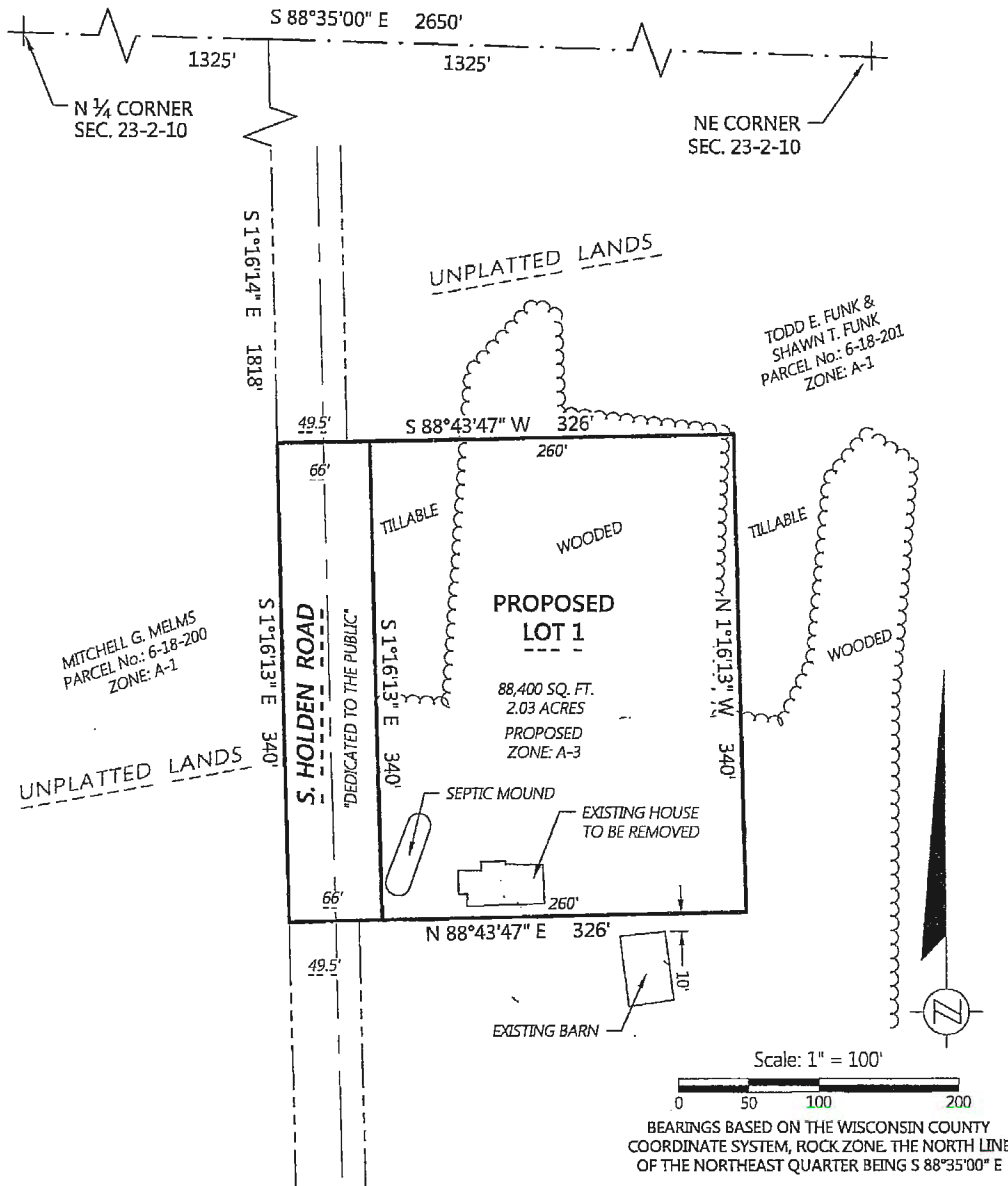 S 88°35'00" E 2650'
1325' 1325'
N 1/4 CORNER
SEC. 23-2-10
NE CORNER
SEC. 23-2-10
S 1°16'14" E 1818'
UNPLATTED LANDS
TODD E. FUNK &
SHAWN T. FUNK
PARCEL No.: 6-18-201
ZONE: A-1
49.5'
S 88°43'47" W 326'
260'
66'
TILLABLE
WOODED
TILLABLE
WOODED
MITCHELL G. MELMS
PARCEL No.: 6-18-200
ZONE: A-1
UNPLATTED LANDS
S 1°16'13" E 340'
S. HOLDEN ROAD
"DEDICATED TO THE PUBLIC"
S 1°16'13" E 340'
PROPOSED
LOT 1
88,400 SQ. FT.
2.03 ACRES
PROPOSED
ZONE: A-3
N 1°16'13" W 340'
SEPTIC MOUND
EXISTING HOUSE
TO BE REMOVED
66'
260'
N 88°43'47" E 326'
49.5'
10'
EXISTING BARN
N
Scale: 1" = 100'
0 50 100 200
BEARINGS BASED ON THE WISCONSIN COUNTY
COORDINATE SYSTEM, ROCK ZONE. THE NORTH LINE
OF THE NORTHEAST QUARTER BEING S 88°35'00" E